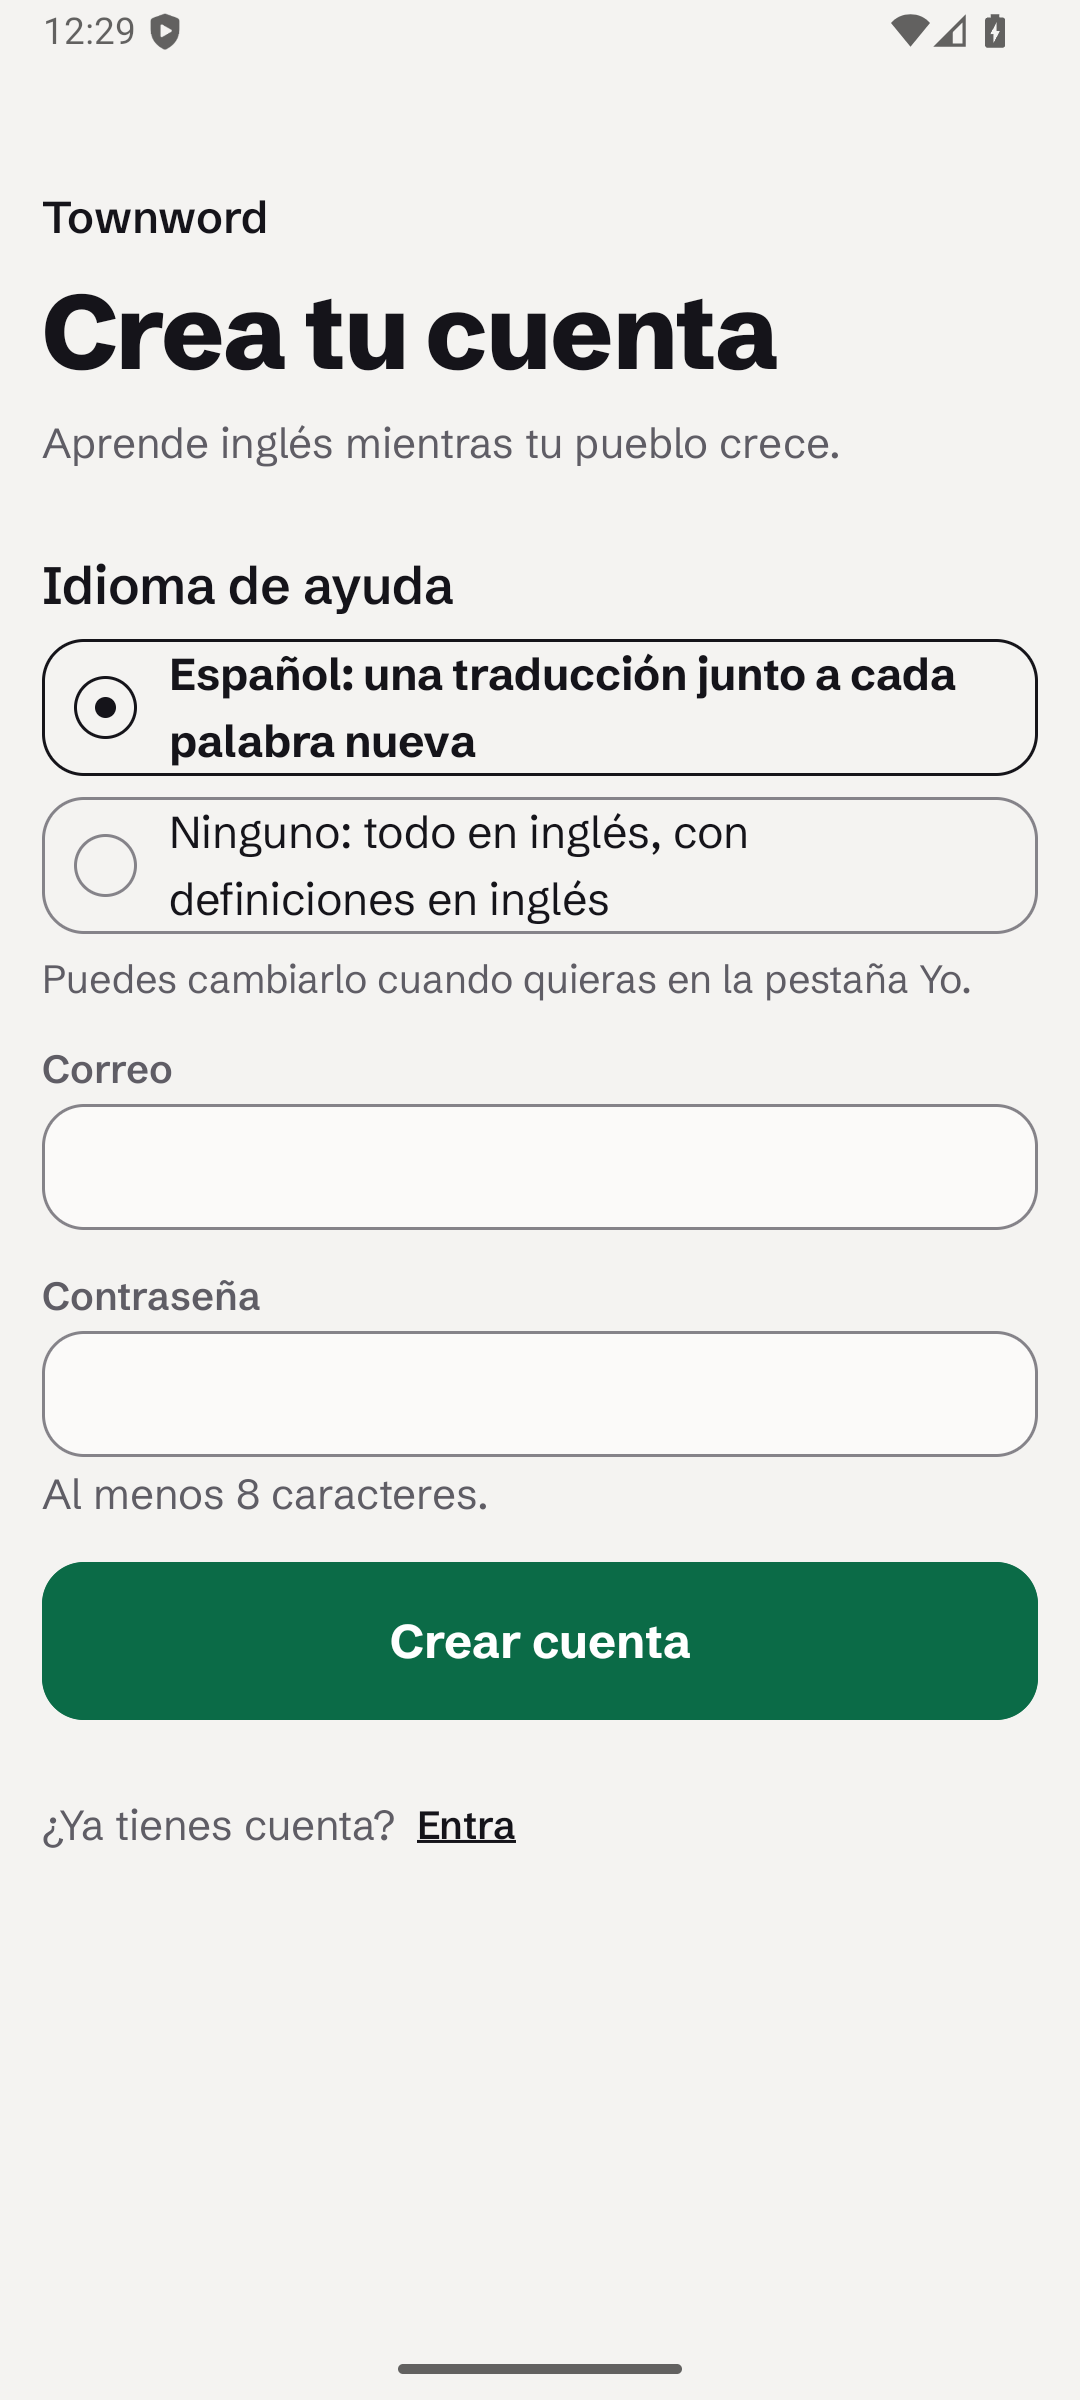 12:29
Townword
Crea tu cuenta
Aprende inglés mientras tu pueblo crece.
Idioma de ayuda
Español: una traducción junto a cada
palabra nueva
Ninguno: todo en inglés, con
definiciones en inglés
Puedes cambiarlo cuando quieras en la pestaña Yo.
Correo
Contraseña
Al menos 8 caracteres.
Crear cuenta
¿Ya tienes cuenta? Entra